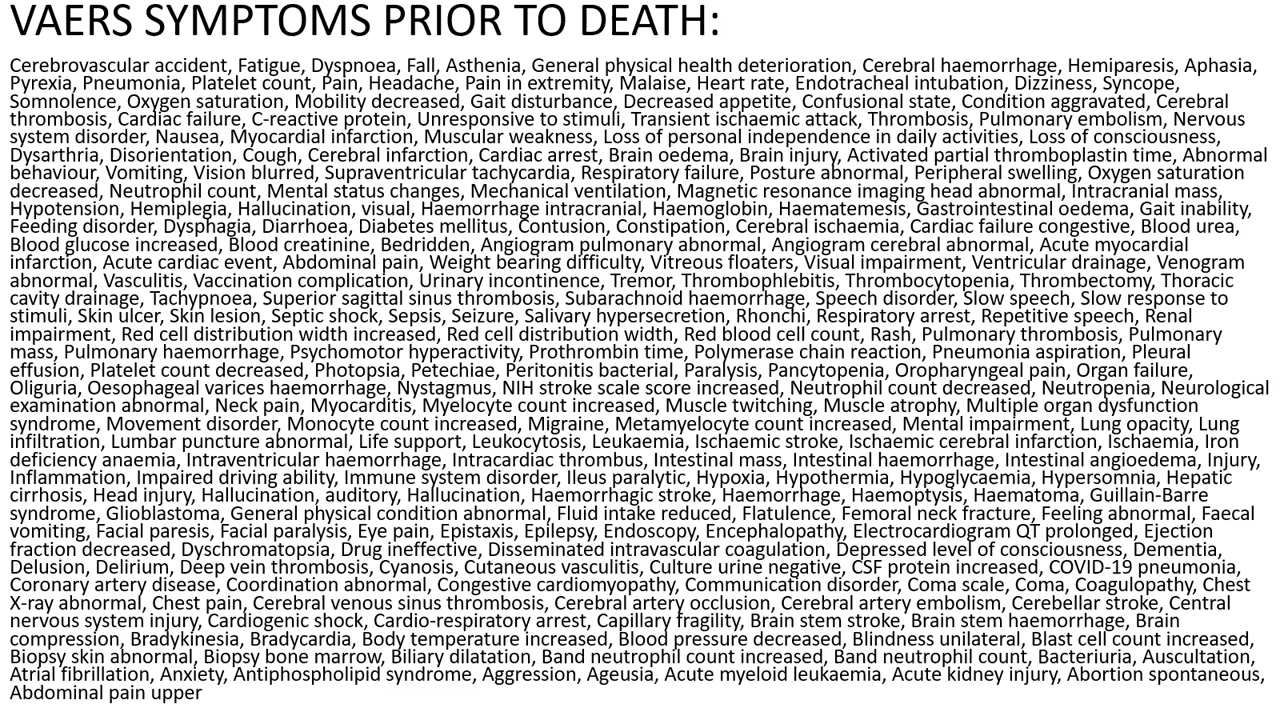 VAERS SYMPTOMS PRIOR TO DEATH:
Cerebrovascular accident, Fatigue, Dyspnoea, Fall, Asthenia, General physical health deterioration, Cerebral haemorrhage, Hemiparesis, Aphasia,
Pyrexia, Pneumonia, Platelet count, Pain, Headache, Pain in extremity, Malaise, Heart rate, Endotracheal intubation, Dizziness, Syncope,
Somnolence, Oxygen saturation, Mobility decreased, Gait disturbance, Decreased appetite, Confusional state, Condition aggravated, Cerebral
thrombosis, Cardiac failure, C-reactive protein, Unresponsive to stimuli, Transient ischaemic attack, Thrombosis, Pulmonary embolism, Nervous
system disorder, Nausea, Myocardial infarction, Muscular weakness, Loss of personal independence in daily activities, Loss of consciousness,
Dysarthria, Disorientation, Cough, Cerebral infarction, Cardiac arrest, Brain oedema, Brain injury, Activated partial thromboplastin time, Abnormal
behaviour, Vomiting, Vision blurred, Supraventricular tachycardia, Respiratory failure, Posture abnormal, Peripheral swelling, Oxygen saturation
decreased, Neutrophil count, Mental status changes, Mechanical ventilation, Magnetic resonance imaging head abnormal, Intracranial mass,
Hypotension, Hemiplegia, Hallucination, visual, Haemorrhage intracranial, Haemoglobin, Haematemesis, Gastrointestinal oedema, Gait inability,
Feeding disorder, Dysphagia, Diarrhoea, Diabetes mellitus, Contusion, Constipation, Cerebral ischaemia, Cardiac failure congestive, Blood urea,
Blood glucose increased, Blood creatinine, Bedridden, Angiogram pulmonary abnormal, Angiogram cerebral abnormal, Acute myocardial
infarction, Acute cardiac event, Abdominal pain, Weight bearing difficulty, Vitreous floaters, Visual impairment, Ventricular drainage, Venogram
abnormal, Vasculitis, Vaccination complication, Urinary incontinence, Tremor, Thrombophlebitis, Thrombocytopenia, Thrombectomy, Thoracic
cavity drainage, Tachypnoea, Superior sagittal sinus thrombosis, Subarachnoid haemorrhage, Speech disorder, Slow speech, Slow response to
stimuli, Skin ulcer, Skin lesion, Septic shock, Sepsis, Seizure, Salivary hypersecretion, Rhonchi, Respiratory arrest, Repetitive speech, Renal
impairment, Red cell distribution width increased, Red cell distribution width, Red blood cell count, Rash, Pulmonary thrombosis, Pulmonary
mass, Pulmonary haemorrhage, Psychomotor hyperactivity, Prothrombin time, Polymerase chain reaction, Pneumonia aspiration, Pleural
effusion, Platelet count decreased, Photopsia, Petechiae, Peritonitis bacterial, Paralysis, Pancytopenia, Oropharyngeal pain, Organ failure,
Oliguria, Oesophageal varices haemorrhage, Nystagmus, NIH stroke scale score increased, Neutrophil count decreased, Neutropenia, Neurological
examination abnormal, Neck pain, Myocarditis, Myelocyte count increased, Muscle twitching, Muscle atrophy, Multiple organ dysfunction
syndrome, Movement disorder, Monocyte count increased, Migraine, Metamyelocyte count increased, Mental impairment, Lung opacity, Lung
infiltration, Lumbar puncture abnormal, Life support, Leukocytosis, Leukaemia, Ischaemic stroke, Ischaemic cerebral infarction, Ischaemia, Iron
deficiency anaemia, Intraventricular haemorrhage, Intracardiac thrombus, Intestinal mass, Intestinal haemorrhage, Intestinal angioedema, Injury,
Inflammation, Impaired driving ability, Immune system disorder, Ileus paralytic, Hypoxia, Hypothermia, Hypoglycaemia, Hypersomnia, Hepatic
cirrhosis, Head injury, Hallucination, auditory, Hallucination, Haemorrhagic stroke, Haemorrhage, Haemoptysis, Haematoma, Guillain-Barre
syndrome, Glioblastoma, General physical condition abnormal, Fluid intake reduced, Flatulence, Femoral neck fracture, Feeling abnormal, Faecal
vomiting, Facial paresis, Facial paralysis, Eye pain, Epistaxis, Epilepsy, Endoscopy, Encephalopathy, Electrocardiogram QT prolonged, Ejection
fraction decreased, Dyschromatopsia, Drug ineffective, Disseminated intravascular coagulation, Depressed level of consciousness, Dementia,
Delusion, Delirium, Deep vein thrombosis, Cyanosis, Cutaneous vasculitis, Culture urine negative, CSF protein increased, COVID-19 pneumonia,
Coronary artery disease, Coordination abnormal, Congestive cardiomyopathy, Communication disorder, Coma scale, Coma, Coagulopathy, Chest
X-ray abnormal, Chest pain, Cerebral venous sinus thrombosis, Cerebral artery occlusion, Cerebral artery embolism, Cerebellar stroke, Central
nervous system injury, Cardiogenic shock, Cardio-respiratory arrest, Capillary fragility, Brain stem stroke, Brain stem haemorrhage, Brain
compression, Bradykinesia, Bradycardia, Body temperature increased, Blood pressure decreased, Blindness unilateral, Blast cell count increased,
Biopsy skin abnormal, Biopsy bone marrow, Biliary dilatation, Band neutrophil count increased, Band neutrophil count, Bacteriuria, Auscultation,
Atrial fibrillation, Anxiety, Antiphospholipid syndrome, Aggression, Ageusia, Acute myeloid leukaemia, Acute kidney injury, Abortion spontaneous,
Abdominal pain upper